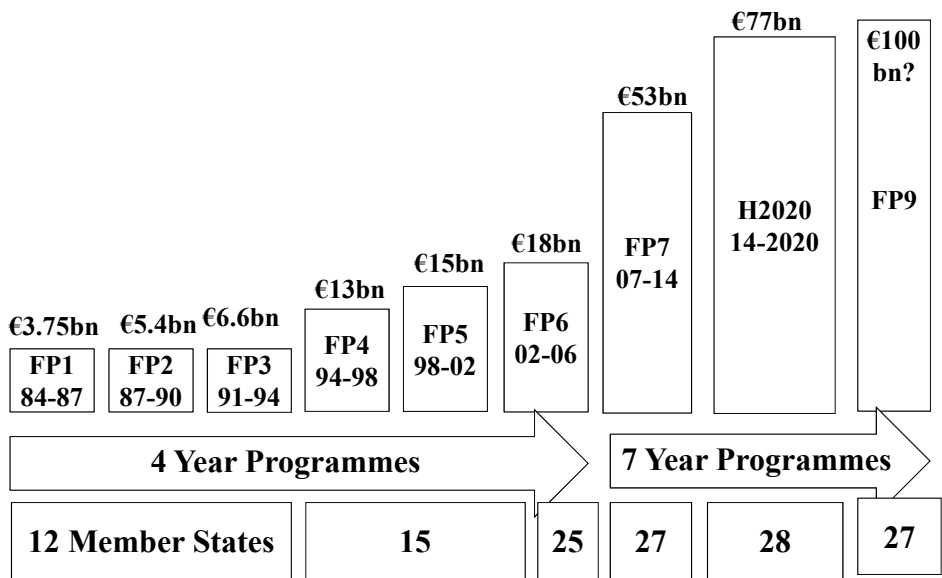 €3.75bn
FP1
84-87
€5.4bn
FP2
87-90
€6.6bn
FP3
91-94
€13bn
FP4
94-98
€15bn
FP5
98-02
€18bn
FP6
02-06
€53bn
FP7
07-14
€77bn
H2020
14-2020
€100
bn?
FP9
4 Year Programmes
7 Year Programmes
12 Member States
15
25
27
28
27